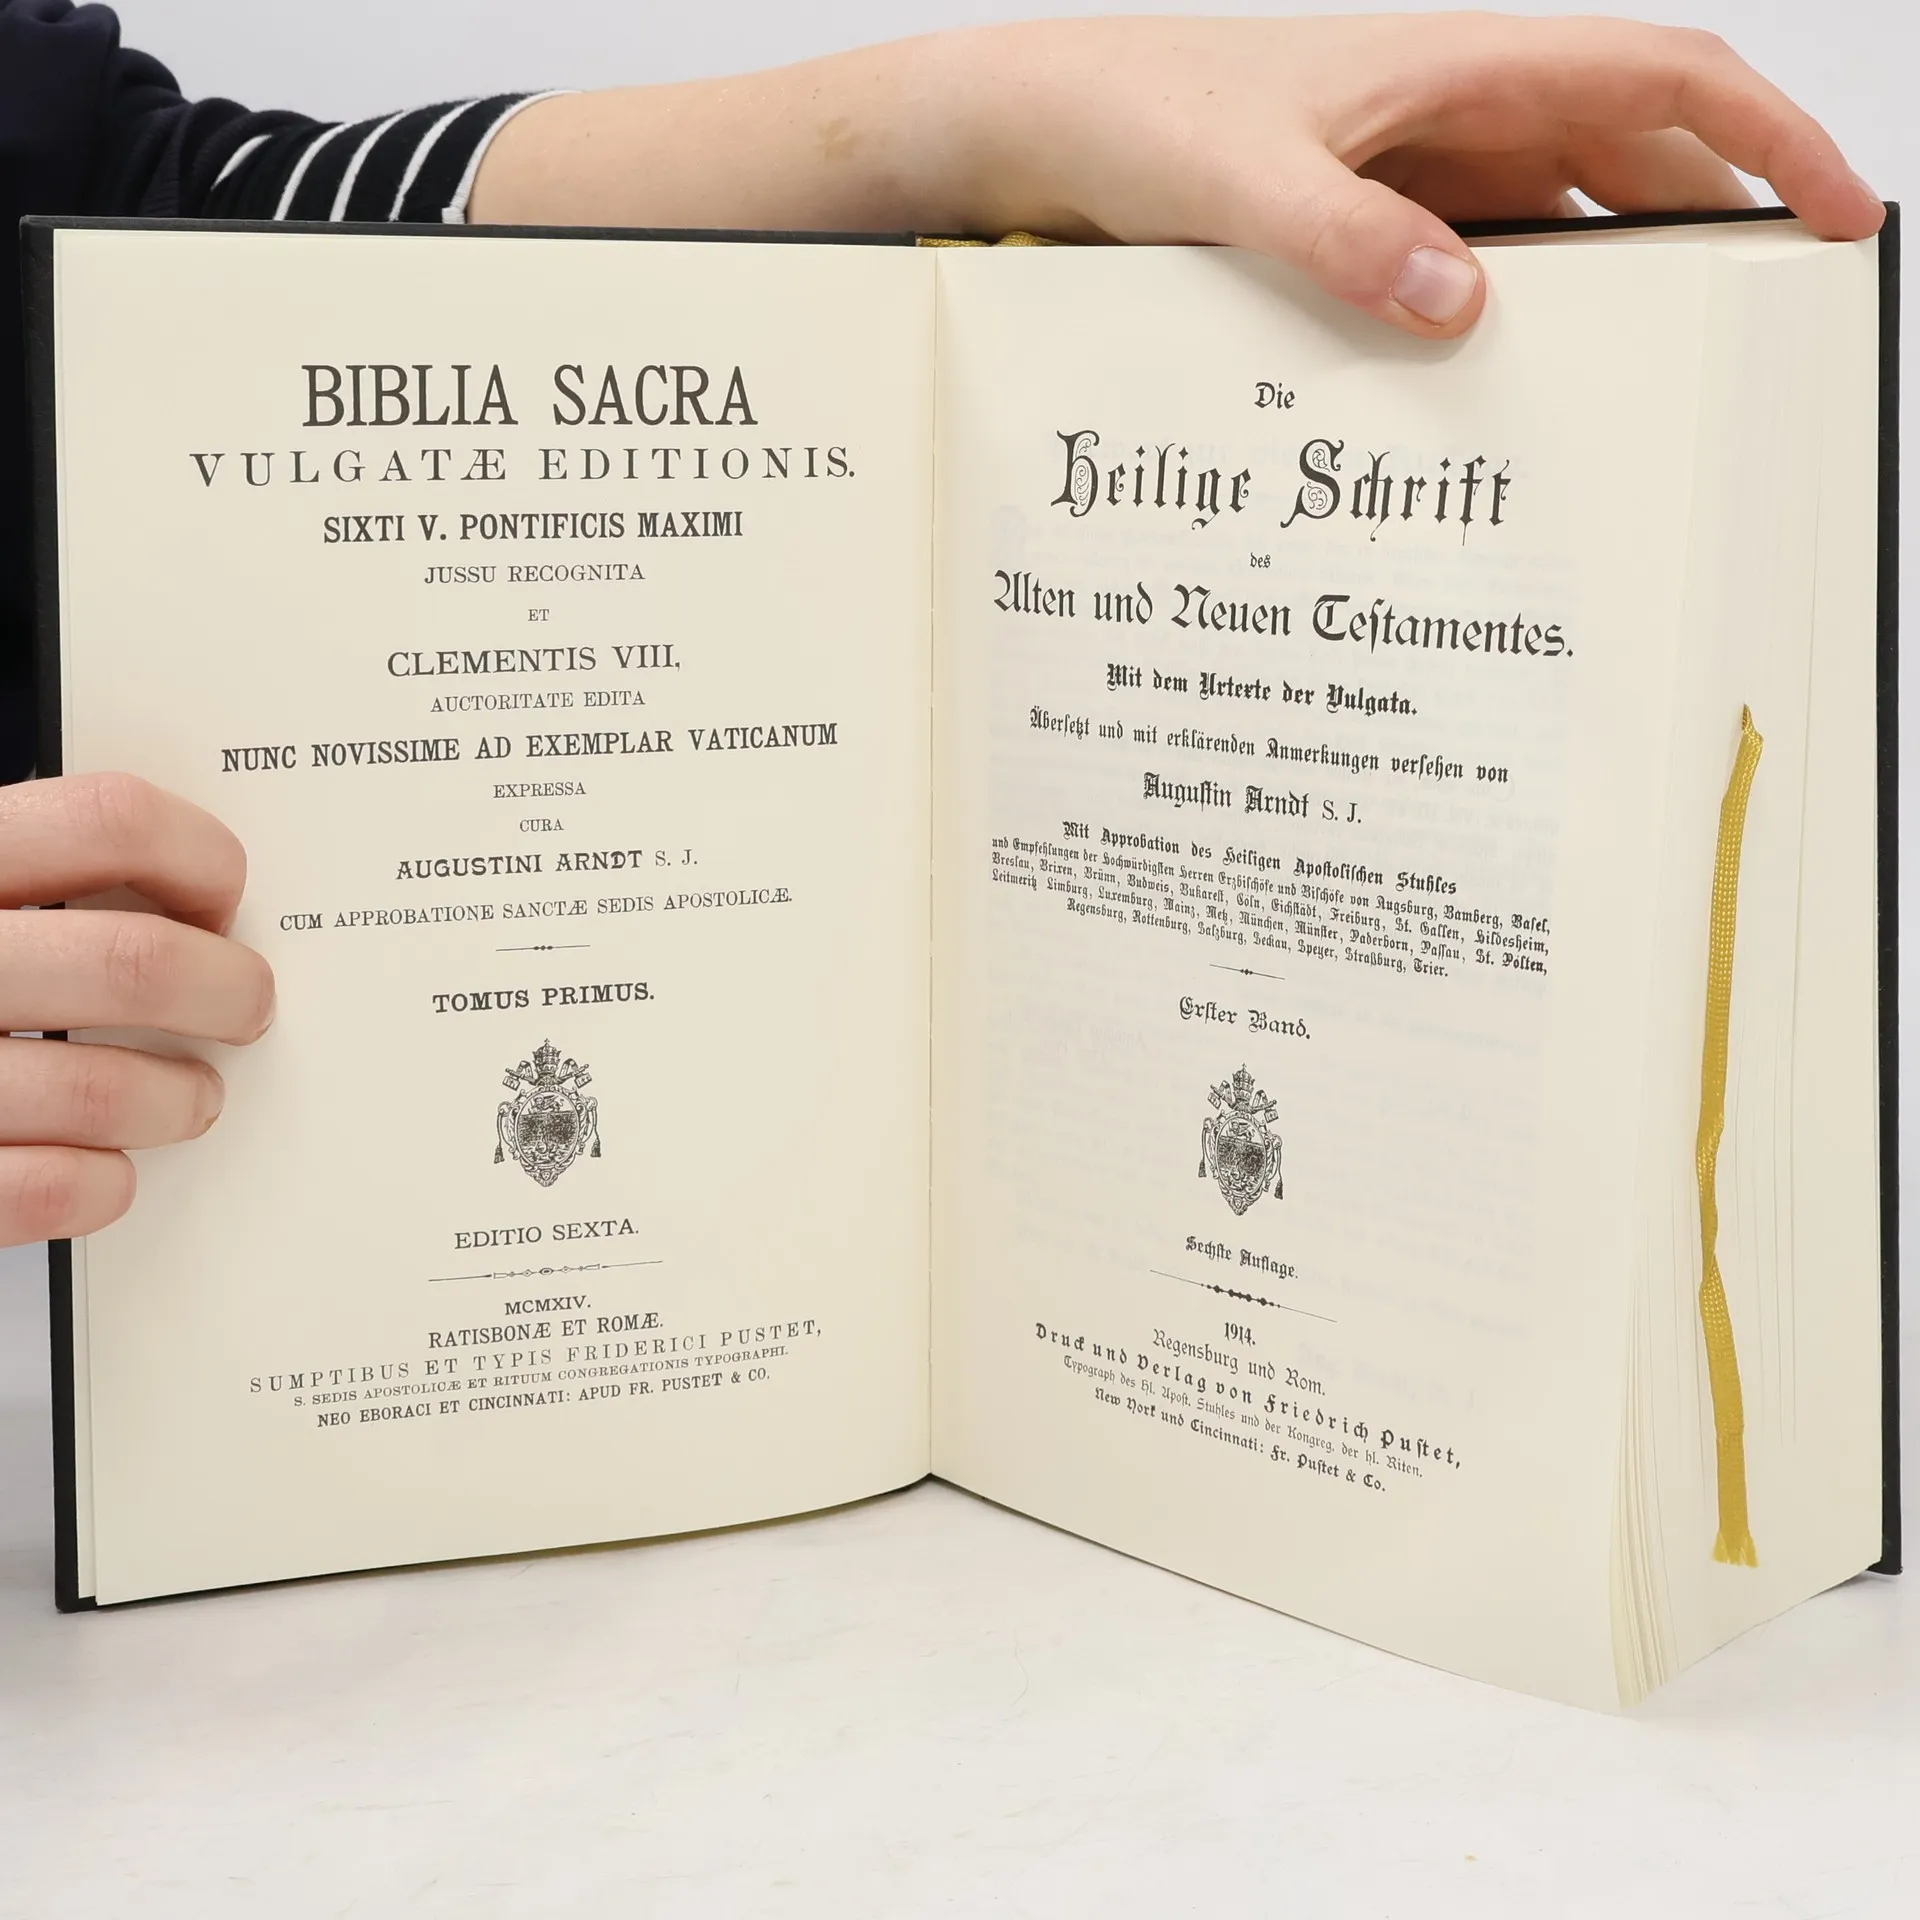 BIBLIA SACRA
VULGATÆ EDITIONIS.
SIXTI V. PONTIFICIS MAXIMI
JUSSU RECOGNITA
ET
CLEMENTIS VIII,
AUCTORITATE EDITA
NUNC NOVISSIME AD EXEMPLAR VATICANUM
EXPRESSA
CURA
AUGUSTINI ARNDT S. J.
CUM APPROBATIONE SANCTÆ SEDIS APOSTOLICÆ.
TOMUS PRIMUS.
EDITIO SEXTA.
MCMXIV.
RATISBONÆ ET ROMÆ.
SUMPTIBUS ET TYPIS FRIDERICI PUSTET,
S. SEDIS APOSTOLICÆ ET RITUUM CONGREGATIONIS TYPOGRAPHI.
NEO EBORACI ET CINCINNATI: APUD FR. PUSTET & CO.
Die
Heilige Schrift
des
Alten und Neuen Teſtamentes.
Mit dem Urtexte der Vulgata.
Überſetzt und mit erklärenden Anmerkungen verſehen von
Auguſtin Arndt S. J.
Mit Approbation des Heiligen Apoſtoliſchen Stuhles
und Empfehlungen der Hochwürdigſten Herren Erzbiſchöfe und Biſchöfe von Augsburg, Bamberg, Baſel,
Breslau, Brixen, Brünn, Budweis, Bukareſt, Cöln, Eichſtädt, Freiburg, St. Gallen, Hildesheim,
Leitmeritz, Limburg, Luxemburg, Mainz, Metz, München, Münſter, Paderborn, Paſſau, St. Pölten,
Regensburg, Rottenburg, Salzburg, Seckau, Speyer, Straßburg, Trier.
Erſter Band.
Sechſte Auflage.
1914.
Regensburg und Rom.
Druck und Verlag von Friedrich Puſtet,
Typograph des hl. Apoſt. Stuhles und der Kongreg. der hl. Riten.
New York und Cincinnati: Fr. Puſtet & Co.